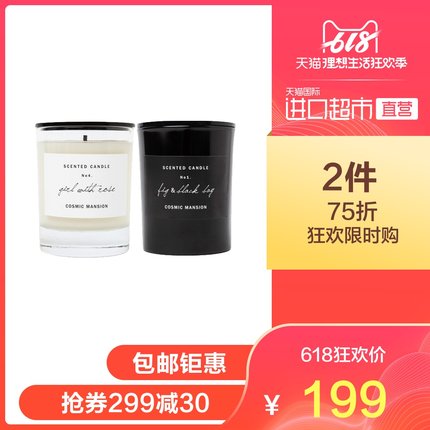 618
天猫 理想生活狂欢季
天猫国际
进口超市 直营
2件
75折
狂欢限时购
SCENTED CANDLE
No4.
girl with rose
COSMIC MANSION
SCENTED CANDLE
No1.
fig & black sag
COSMIC MANSION
包邮钜惠
抢券299减30
618狂欢价
¥ 199